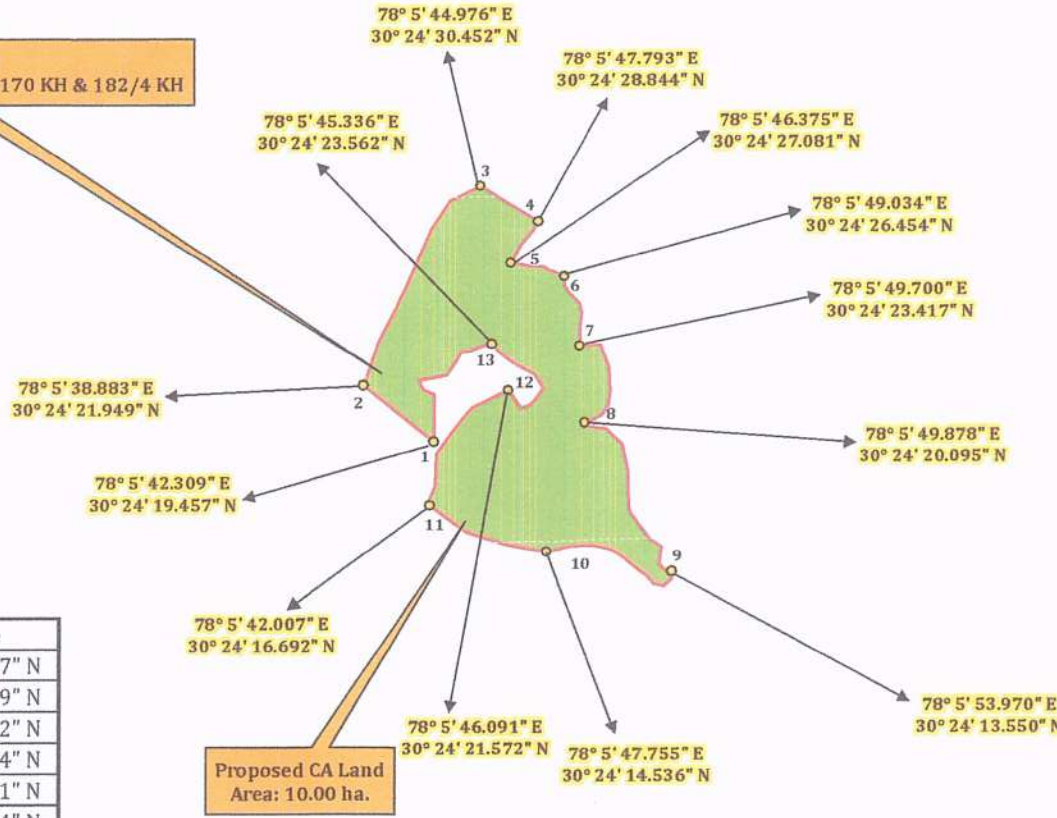 78° 5' 44.976" E
30° 24' 30.452" N
78° 5' 47.793" E
30° 24' 28.844" N
170 KH & 182/4 KH
78° 5' 45.336" E
30° 24' 23.562" N
78° 5' 46.375" E
30° 24' 27.081" N
3
4
78° 5' 49.034" E
30° 24' 26.454" N
5
6
78° 5' 49.700" E
30° 24' 23.417" N
7
13
78° 5' 38.883" E
30° 24' 21.949" N
2
12
8
78° 5' 49.878" E
30° 24' 20.095" N
1
78° 5' 42.309" E
30° 24' 19.457" N
11
10
9
78° 5' 42.007" E
30° 24' 16.692" N
7" N
9" N
2" N
4" N
1" N
4" N
78° 5' 53.970" E
30° 24' 13.550" N
78° 5' 46.091" E
30° 24' 21.572" N
78° 5' 47.755" E
30° 24' 14.536" N
Proposed CA Land
Area: 10.00 ha.